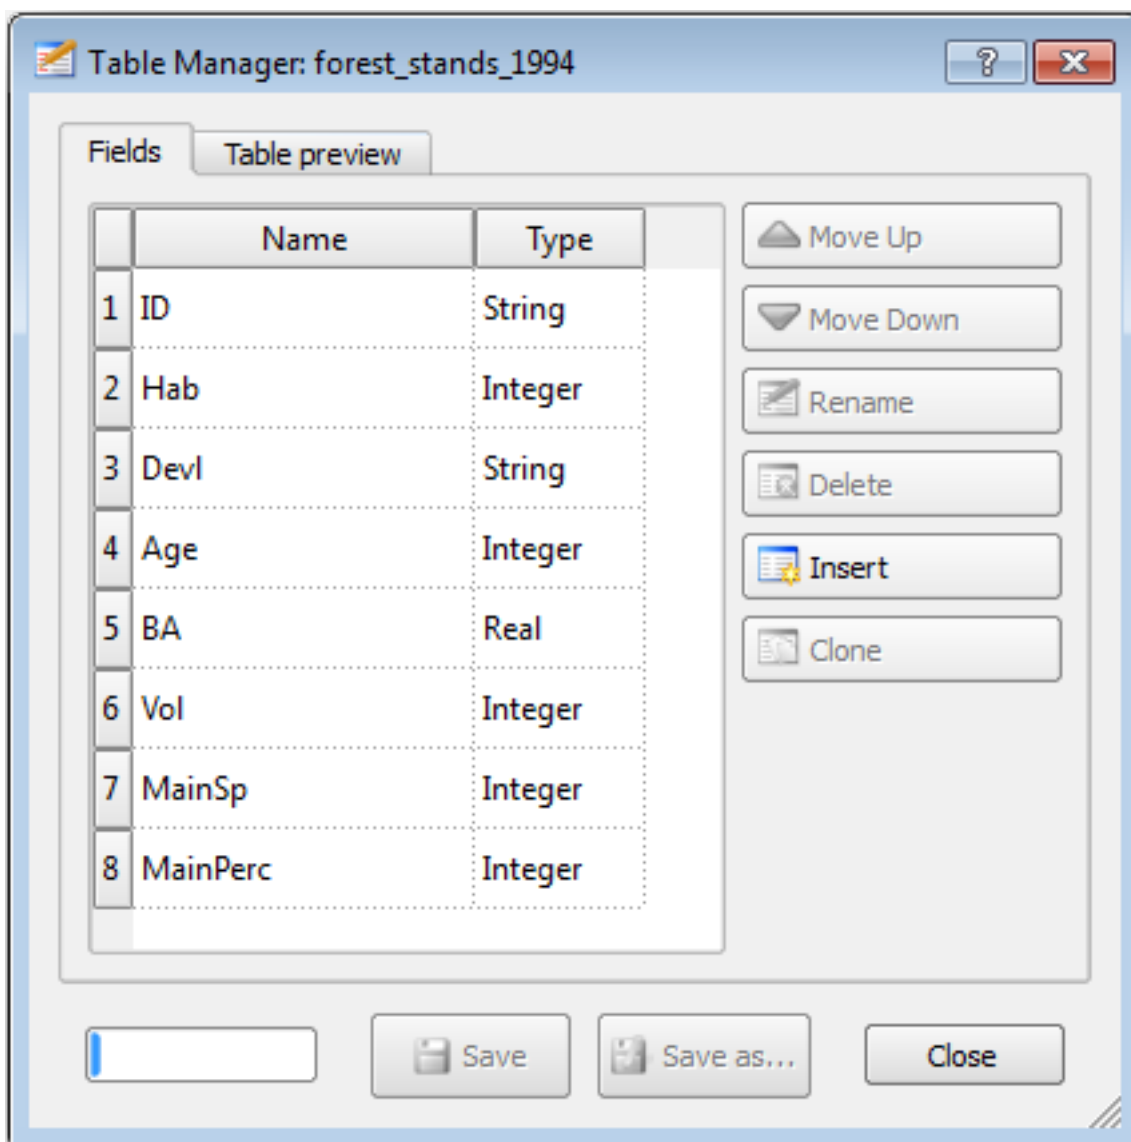 Table Manager: forest_stands_1994 ?
Fields Table preview
Name Type
1 ID String
2 Hab Integer
3 Devl String
4 Age Integer
5 BA Real
6 Vol Integer
7 MainSp Integer
8 MainPerc Integer
Move Up
Move Down
Rename
Delete
Insert
Clone
Save Save as... Close